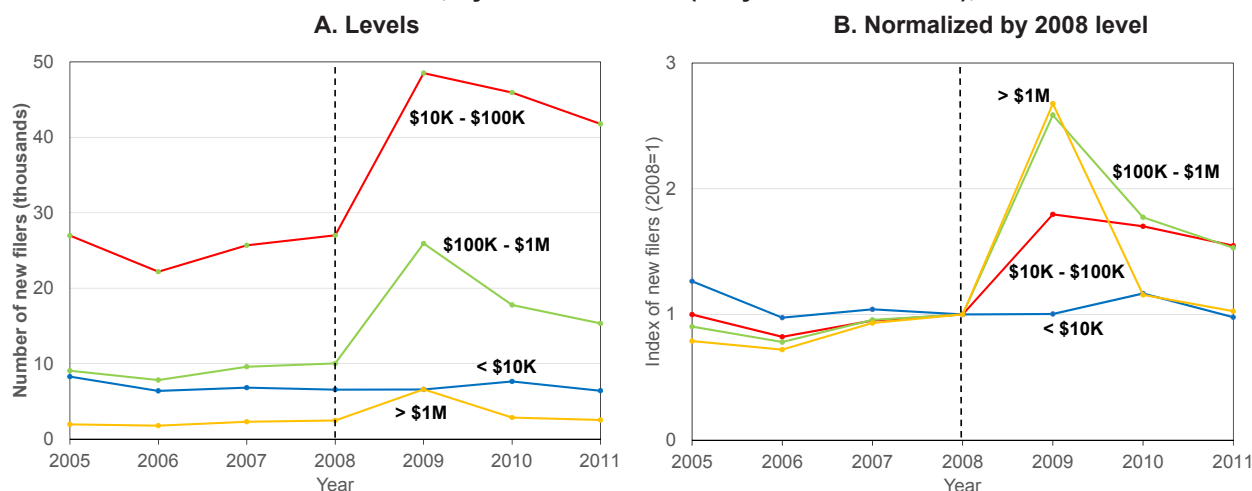 A. Levels
Number of new filers (thousands)
50
40
30
20
10
0
$10K - $100K
$100K - $1M
< $10K
> $1M
2005 2006 2007 2008 2009 2010 2011
Year
B. Normalized by 2008 level
Index of new filers (2008=1)
3
2
1
0
> $1M
$100K - $1M
$10K - $100K
< $10K
2005 2006 2007 2008 2009 2010 2011
Year